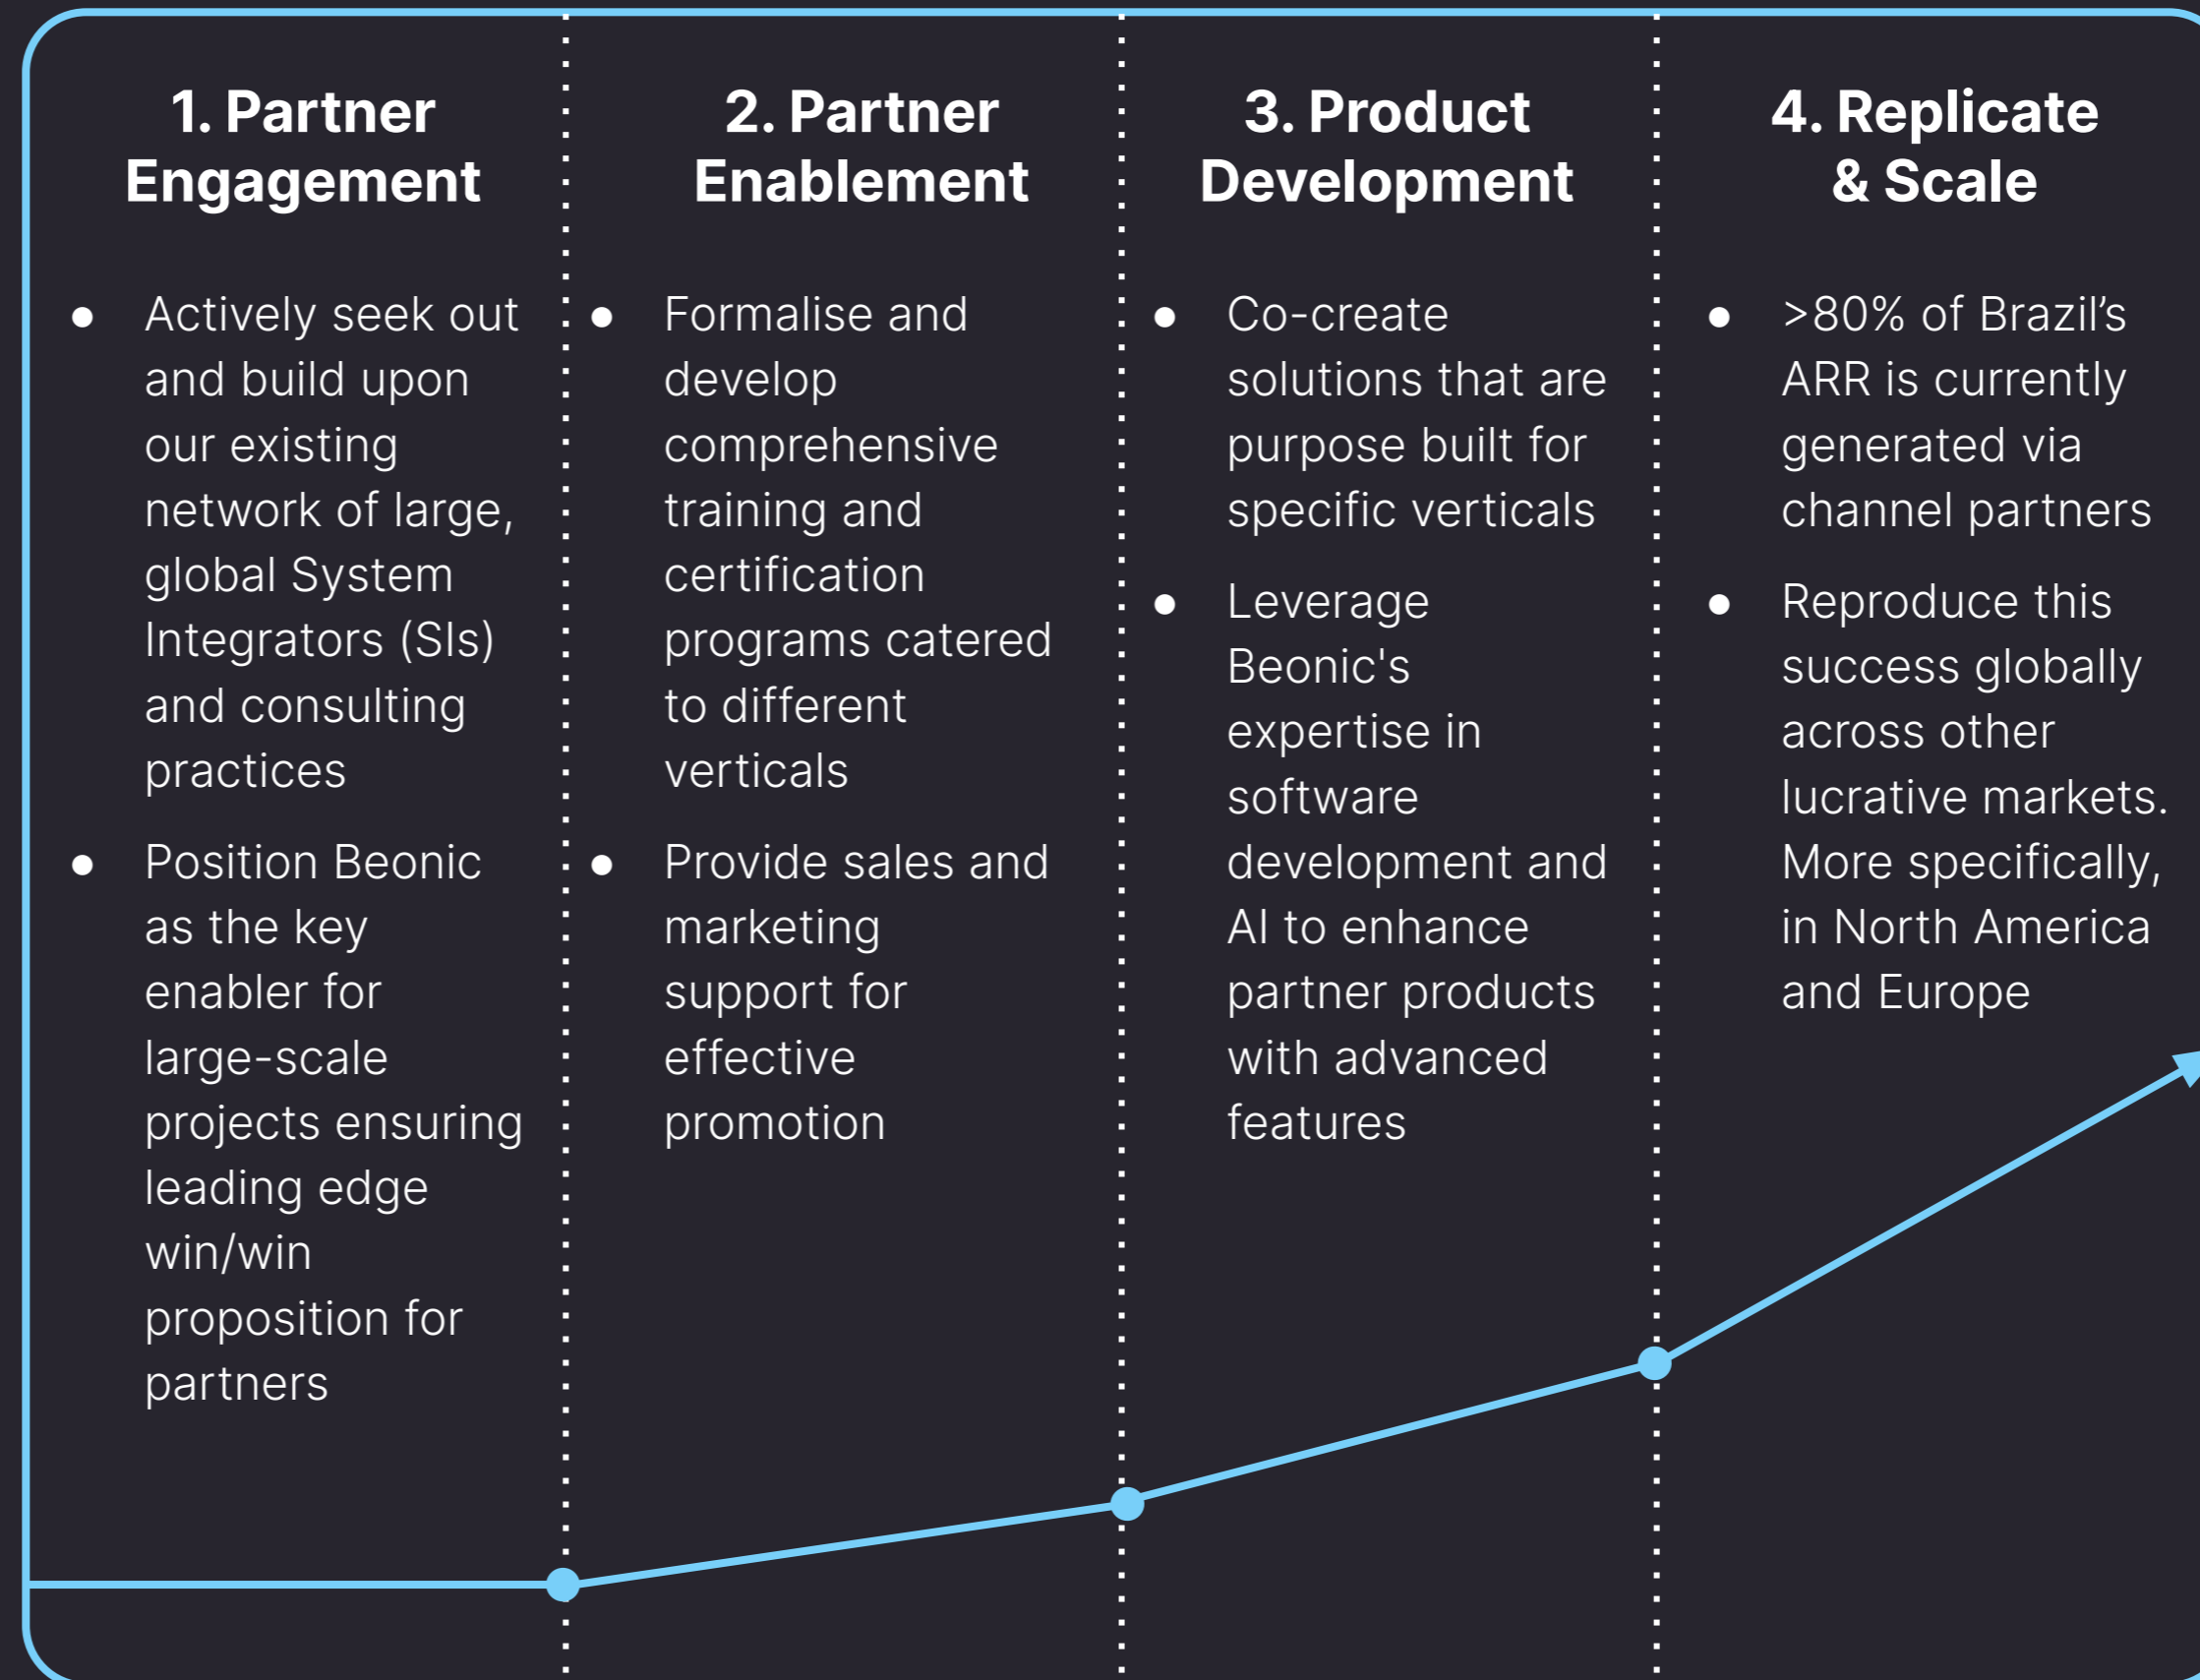 1. Partner
Engagement
● Actively seek out
and build upon
our existing
network of large,
global System
Integrators (SIs)
and consulting
practices
● Position Beonic
as the key
enabler for
large-scale
projects ensuring
leading edge
win/win
proposition for
partners
2. Partner
Enablement
● Formalise and
develop
comprehensive
training and
certification
programs catered
to different
verticals
● Provide sales and
marketing
support for
effective
promotion
3. Product
Development
● Co-create
solutions that are
purpose built for
specific verticals
● Leverage
Beonic's
expertise in
software
development and
AI to enhance
partner products
with advanced
features
4. Replicate
& Scale
● >80% of Brazil’s
ARR is currently
generated via
channel partners
● Reproduce this
success globally
across other
lucrative markets.
More specifically,
in North America
and Europe